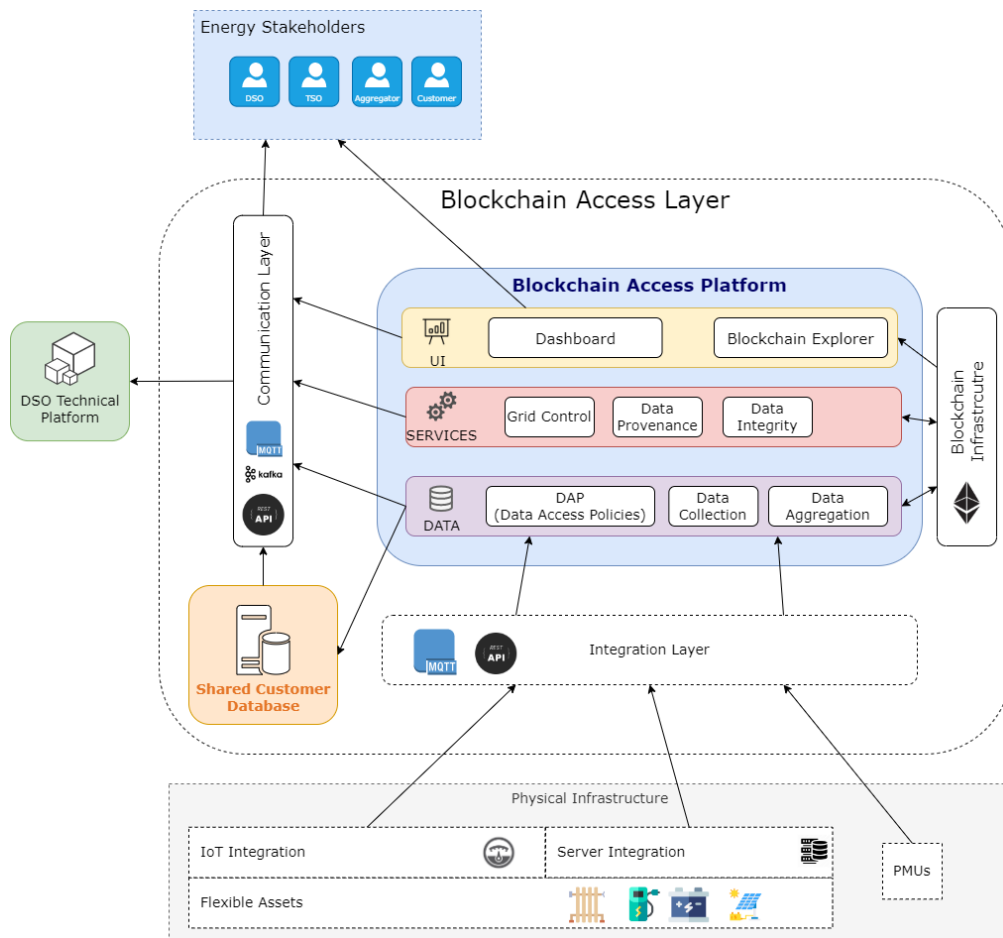 Energy Stakeholders
DSO
TSO
Aggregator
Customer
Blockchain Access Layer
Communication Layer
MQTT
kafka
REST
API
Blockchain Access Platform
UI
Dashboard
Blockchain Explorer
SERVICES
Grid Control
Data
Provenance
Data
Integrity
DATA
DAP
(Data Access Policies)
Data
Collection
Data
Aggregation
Blockchain
Infrastrcutre
DSO Technical
Platform
Shared Customer
Database
MQTT
REST
API
Integration Layer
Physical Infrastructure
IoT Integration
Server Integration
PMUs
Flexible Assets